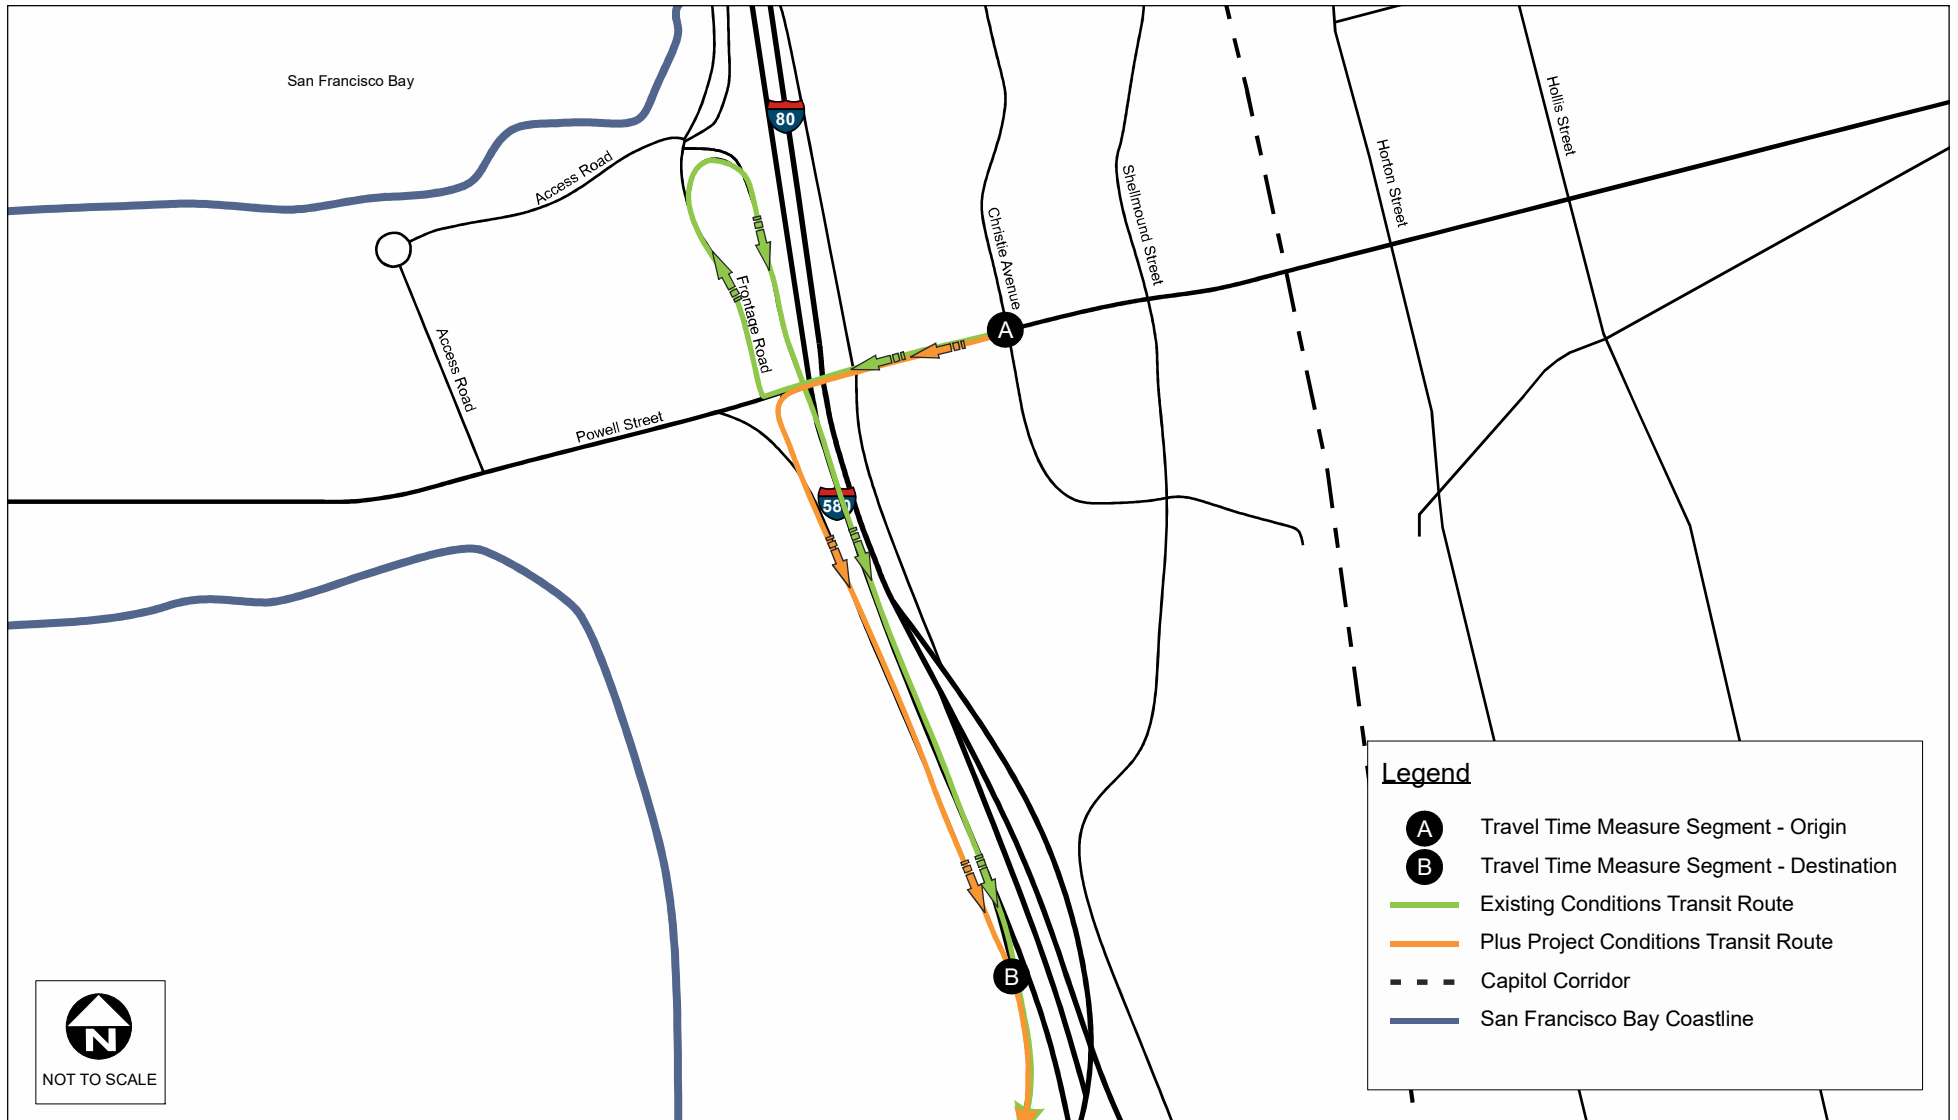 San Francisco Bay
80
Access Road
Hollis Street
Horton Street
Shellmound Street
Christie Avenue
Frontage Road
A
Access Road
Powell Street
580
B
Legend
A Travel Time Measure Segment - Origin
B Travel Time Measure Segment - Destination
Existing Conditions Transit Route
Plus Project Conditions Transit Route
Capitol Corridor
San Francisco Bay Coastline
N
NOT TO SCALE